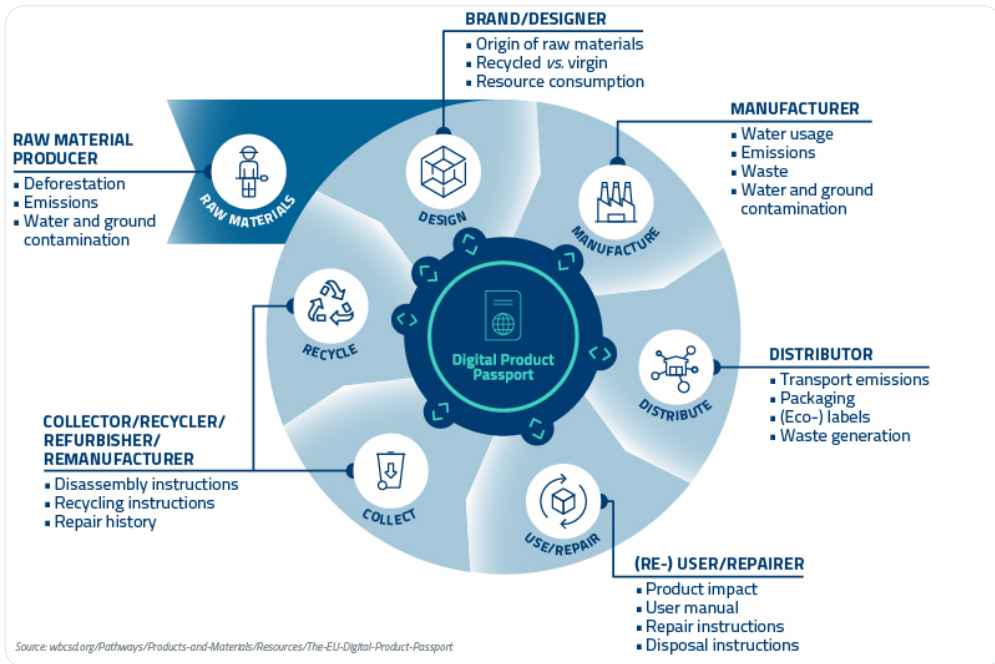 BRAND/DESIGNER
▪ Origin of raw materials
▪ Recycled vs. virgin
▪ Resource consumption
MANUFACTURER
▪ Water usage
▪ Emissions
▪ Waste
▪ Water and ground
contamination
RAW MATERIAL
PRODUCER
▪ Deforestation
▪ Emissions
▪ Water and ground
contamination
RAW MATERIALS
DESIGN
MANUFACTURE
DISTRIBUTE
USE/REPAIR
COLLECT
RECYCLE
Digital Product
Passport
DISTRIBUTOR
▪ Transport emissions
▪ Packaging
▪ (Eco-) labels
▪ Waste generation
COLLECTOR/RECYCLER/
REFURBISHER/
REMANUFACTURER
▪ Disassembly instructions
▪ Recycling instructions
▪ Repair history
(RE-) USER/REPAIRER
▪ Product impact
▪ User manual
▪ Repair instructions
▪ Disposal instructions
Source: wbcsd.org/Pathways/Products-and-Materials/Resources/The-EU-Digital-Product-Passport